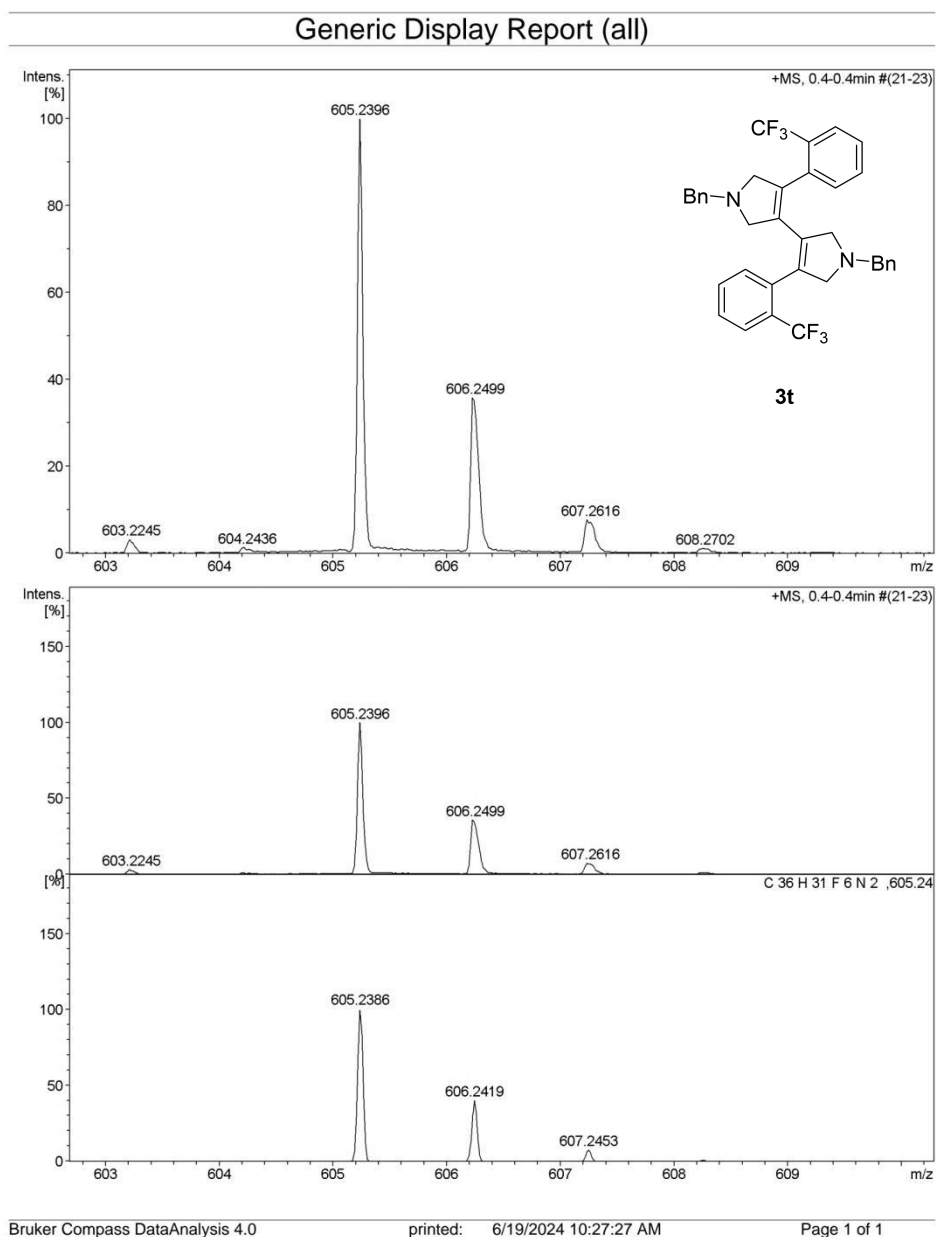 Generic Display Report (all)
Intens.
[%]
+MS, 0.4-0.4min #(21-23)
605.2396
100
CF3
80
Bn
N
N
Bn
60
CF3
40
606.2499
3t
20
607.2616
603.2245
604.2436
608.2702
0
603
604
605
606
607
608
609
m/z
Intens.
[%]
+MS, 0.4-0.4min #(21-23)
150
605.2396
100
50
606.2499
607.2616
603.2245
0
[%]
C 36 H 31 F 6 N 2 ,605.24
150
605.2386
100
50
606.2419
607.2453
0
603
604
605
606
607
608
609
m/z
Bruker Compass DataAnalysis 4.0
printed:
6/19/2024 10:27:27 AM
Page 1 of 1